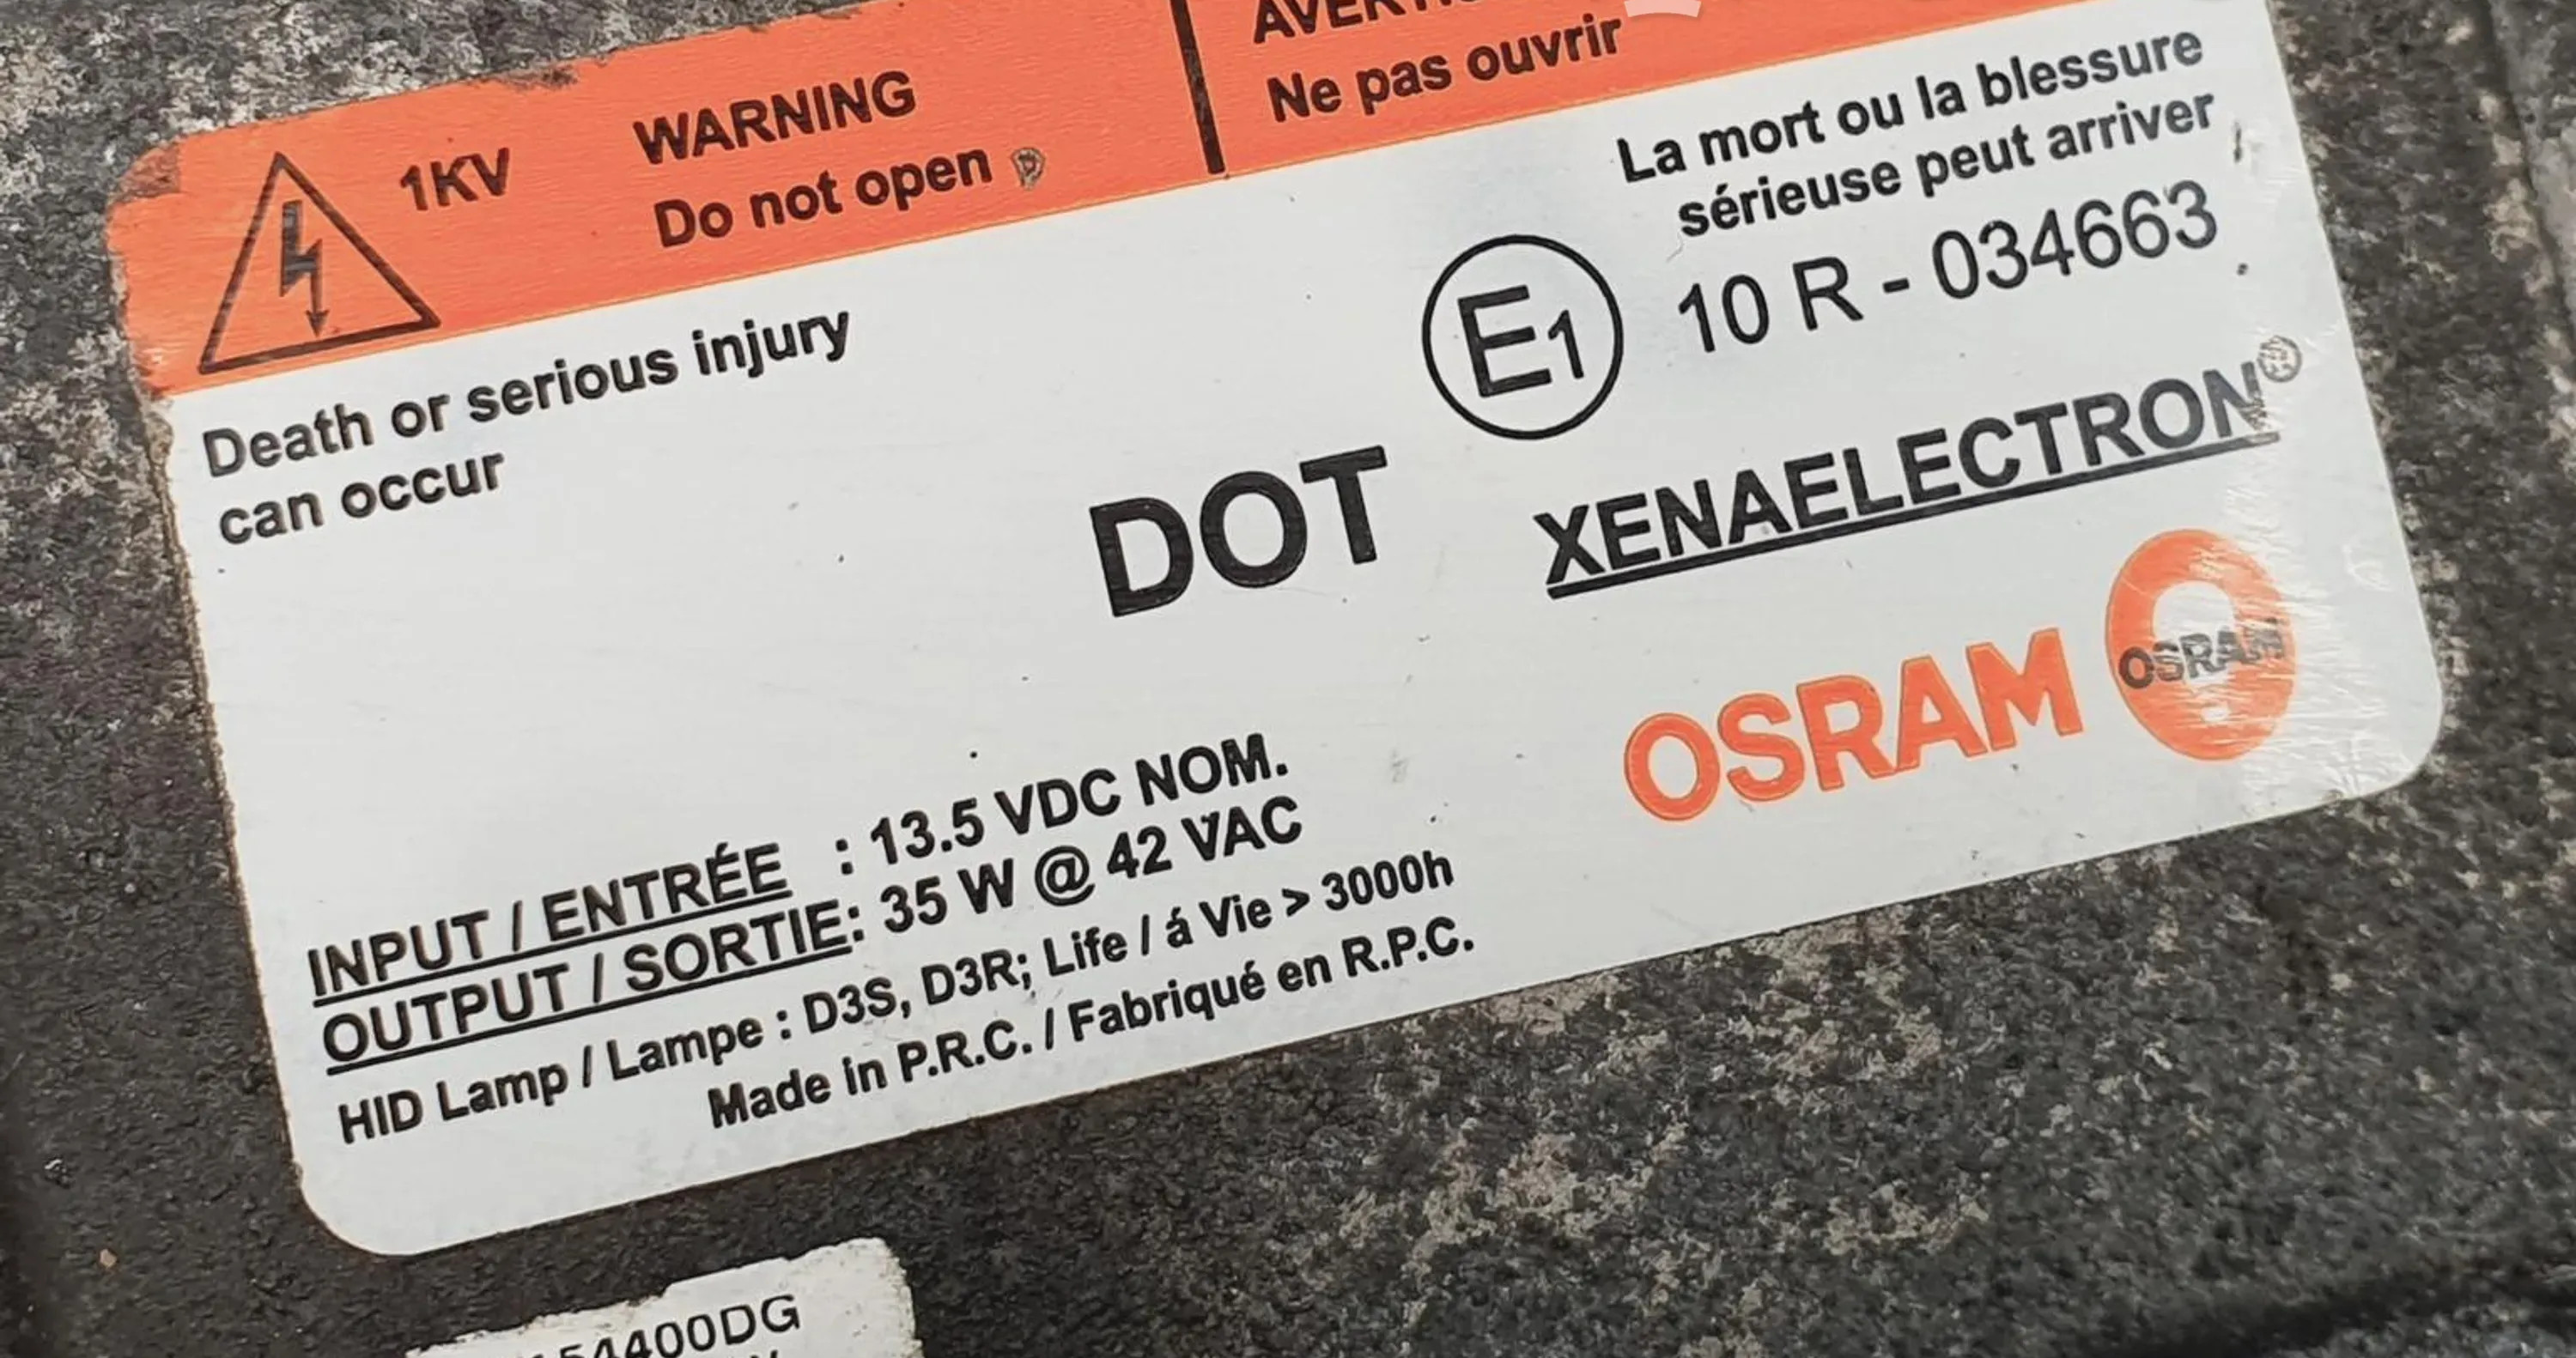 1KV
WARNING
Do not open
Ne pas ouvrir
Death or serious injury
can occur
La mort ou la blessure
sérieuse peut arriver
E1
10 R - 034663
DOT
XENAELECTRON®
OSRAM
OSRAM
INPUT / ENTRÉE : 13.5 VDC NOM.
OUTPUT / SORTIE: 35 W @ 42 VAC
HID Lamp / Lampe : D3S, D3R; Life / á Vie > 3000h
Made in P.R.C. / Fabriqué en R.P.C.